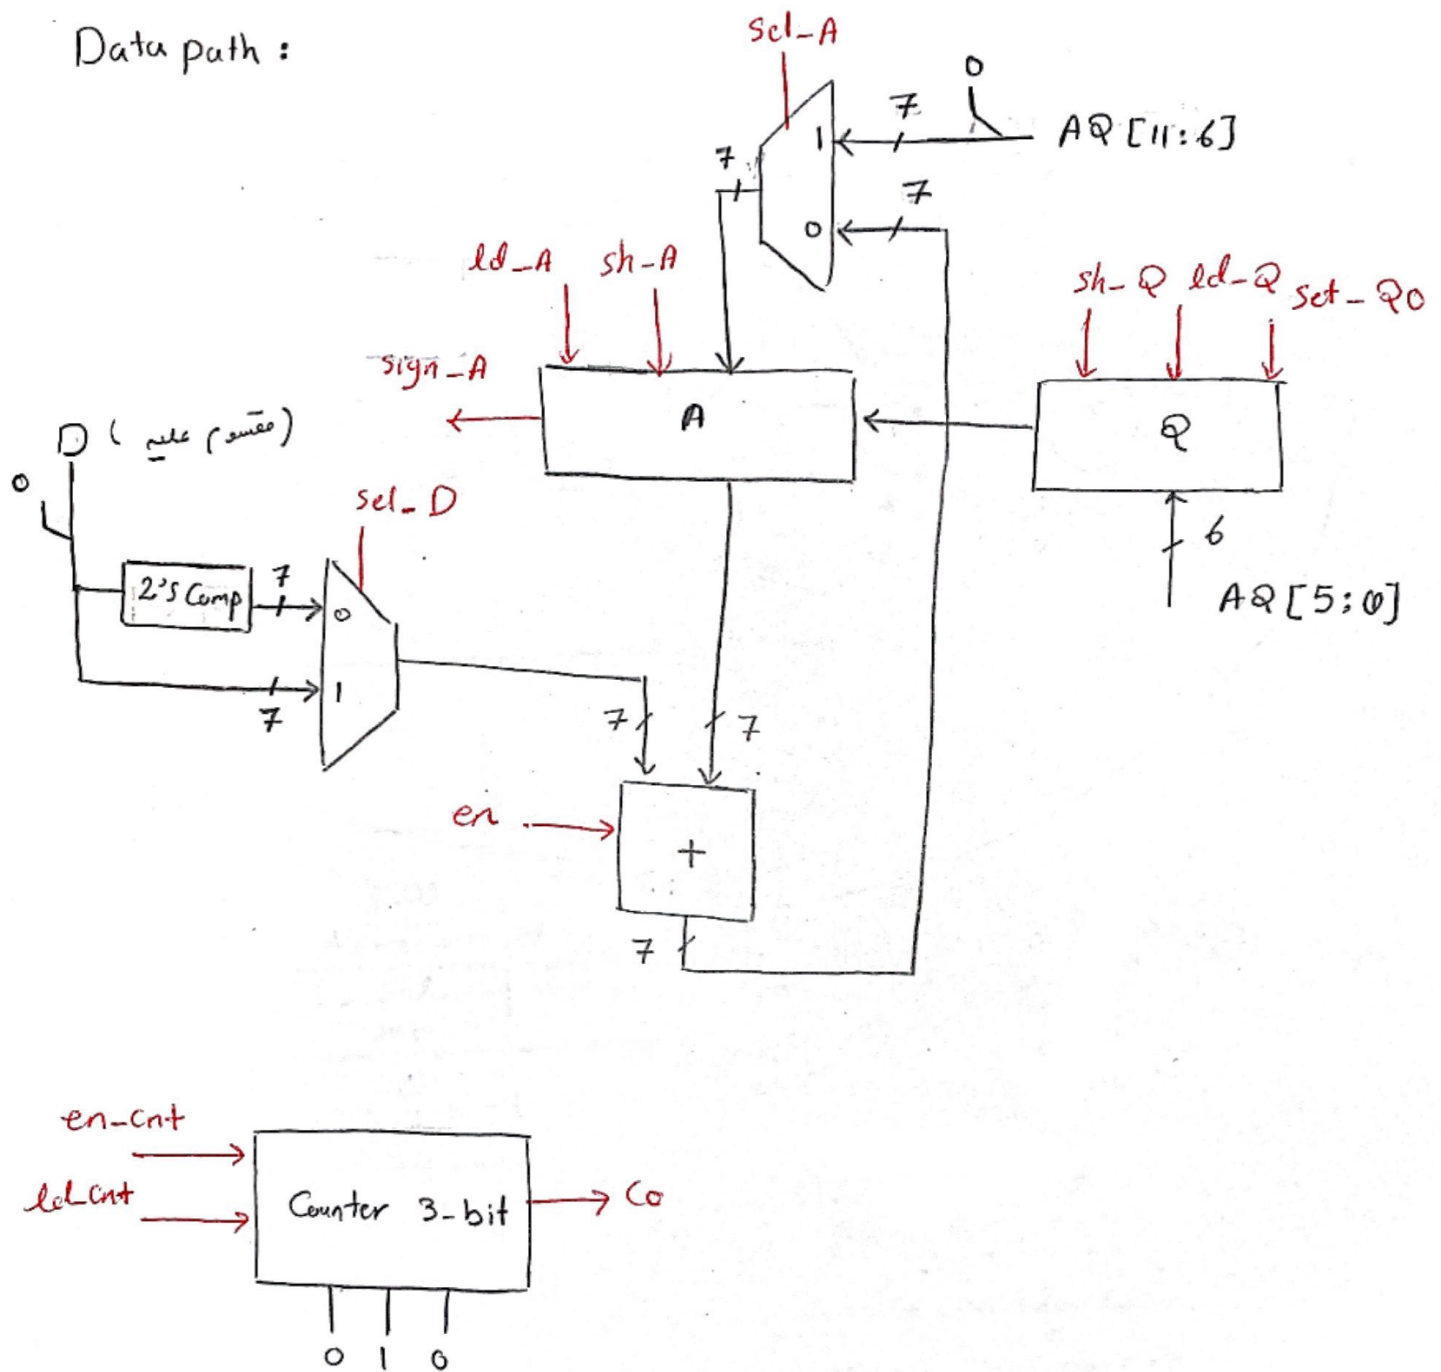 Data path :
sel_A
0
7
AQ [11:6]
1
7
7
0
ld_A
sh_A
sh_Q
ld_Q
set_Q0
sign_A
A
Q
D (مقسوم علیه)
0
sel_D
6
AQ [5:0]
2's Comp
7
0
7
1
7
7
en
+
7
en_cnt
ld_cnt
Counter 3-bit
Co
0 1 0